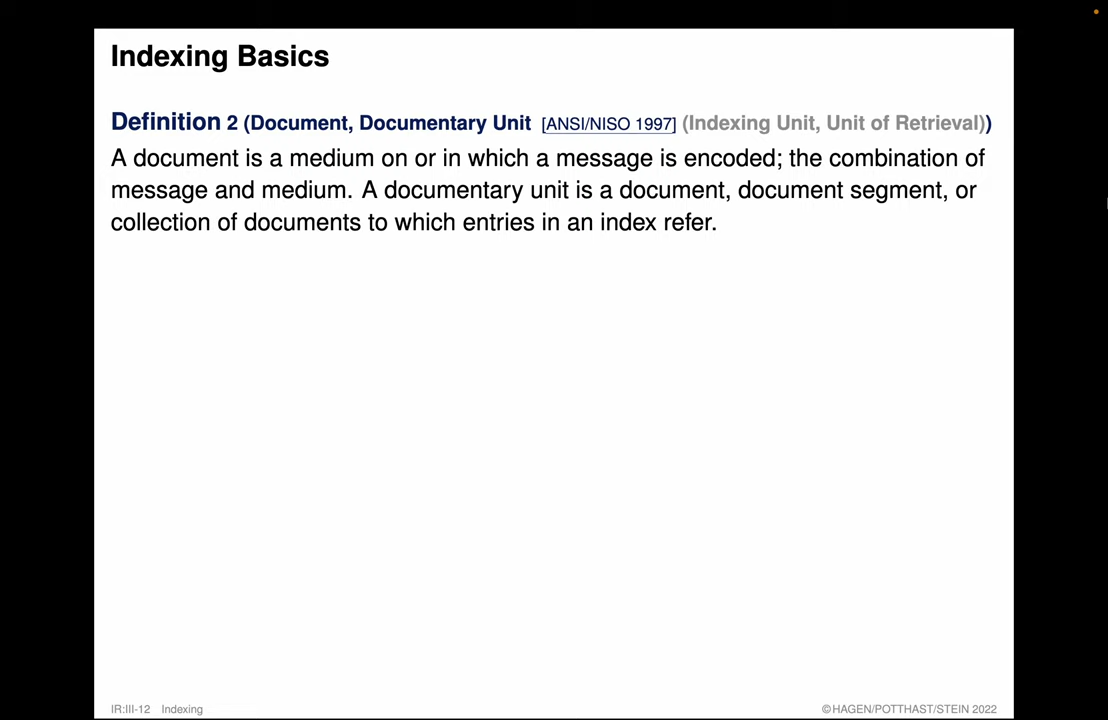 Indexing Basics
Definition 2 (Document, Documentary Unit [ANSI/NISO 1997] (Indexing Unit, Unit of Retrieval))
A document is a medium on or in which a message is encoded; the combination of
message and medium. A documentary unit is a document, document segment, or
collection of documents to which entries in an index refer.
IR:III-12 Indexing
©HAGEN/POTTHAST/STEIN 2022